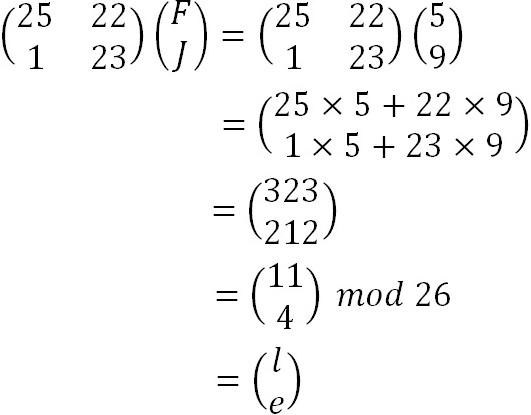 (25 22
1 23) (F
J) = (25 22
1 23) (5
9)
= (25 × 5 + 22 × 9
1 × 5 + 23 × 9)
= (323
212)
= (11
4) mod 26
= (l
e)